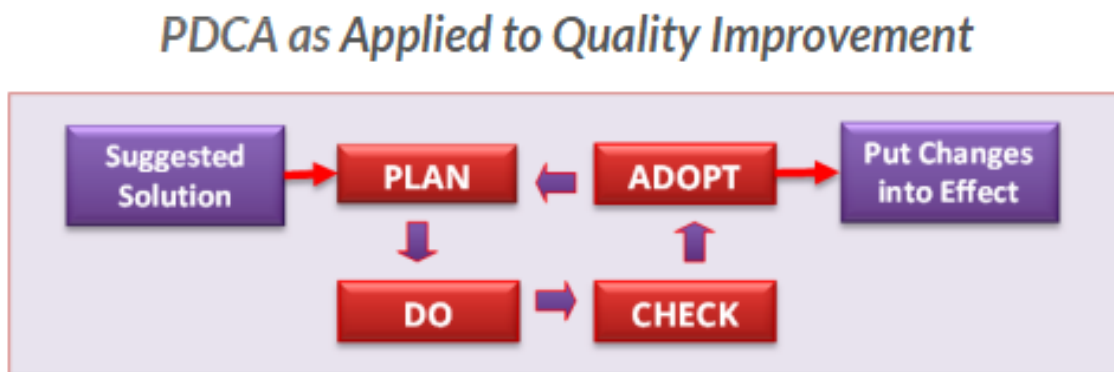 PDCA as Applied to Quality Improvement
Suggested
Solution
PLAN
ADOPT
Put Changes
into Effect
DO
CHECK